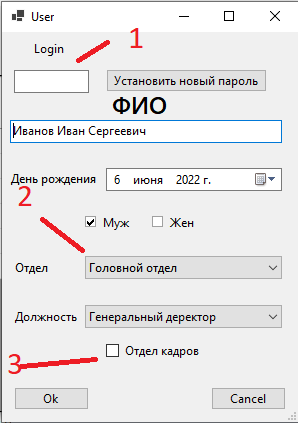 User
1
Login
Установить новый пароль
ФИО
Иванов Иван Сергеевич
День рождения 6 июня 2022 г.
2
Муж Жен
Отдел Головной отдел
Должность Генеральный деректор
3 Отдел кадров
Ok Cancel